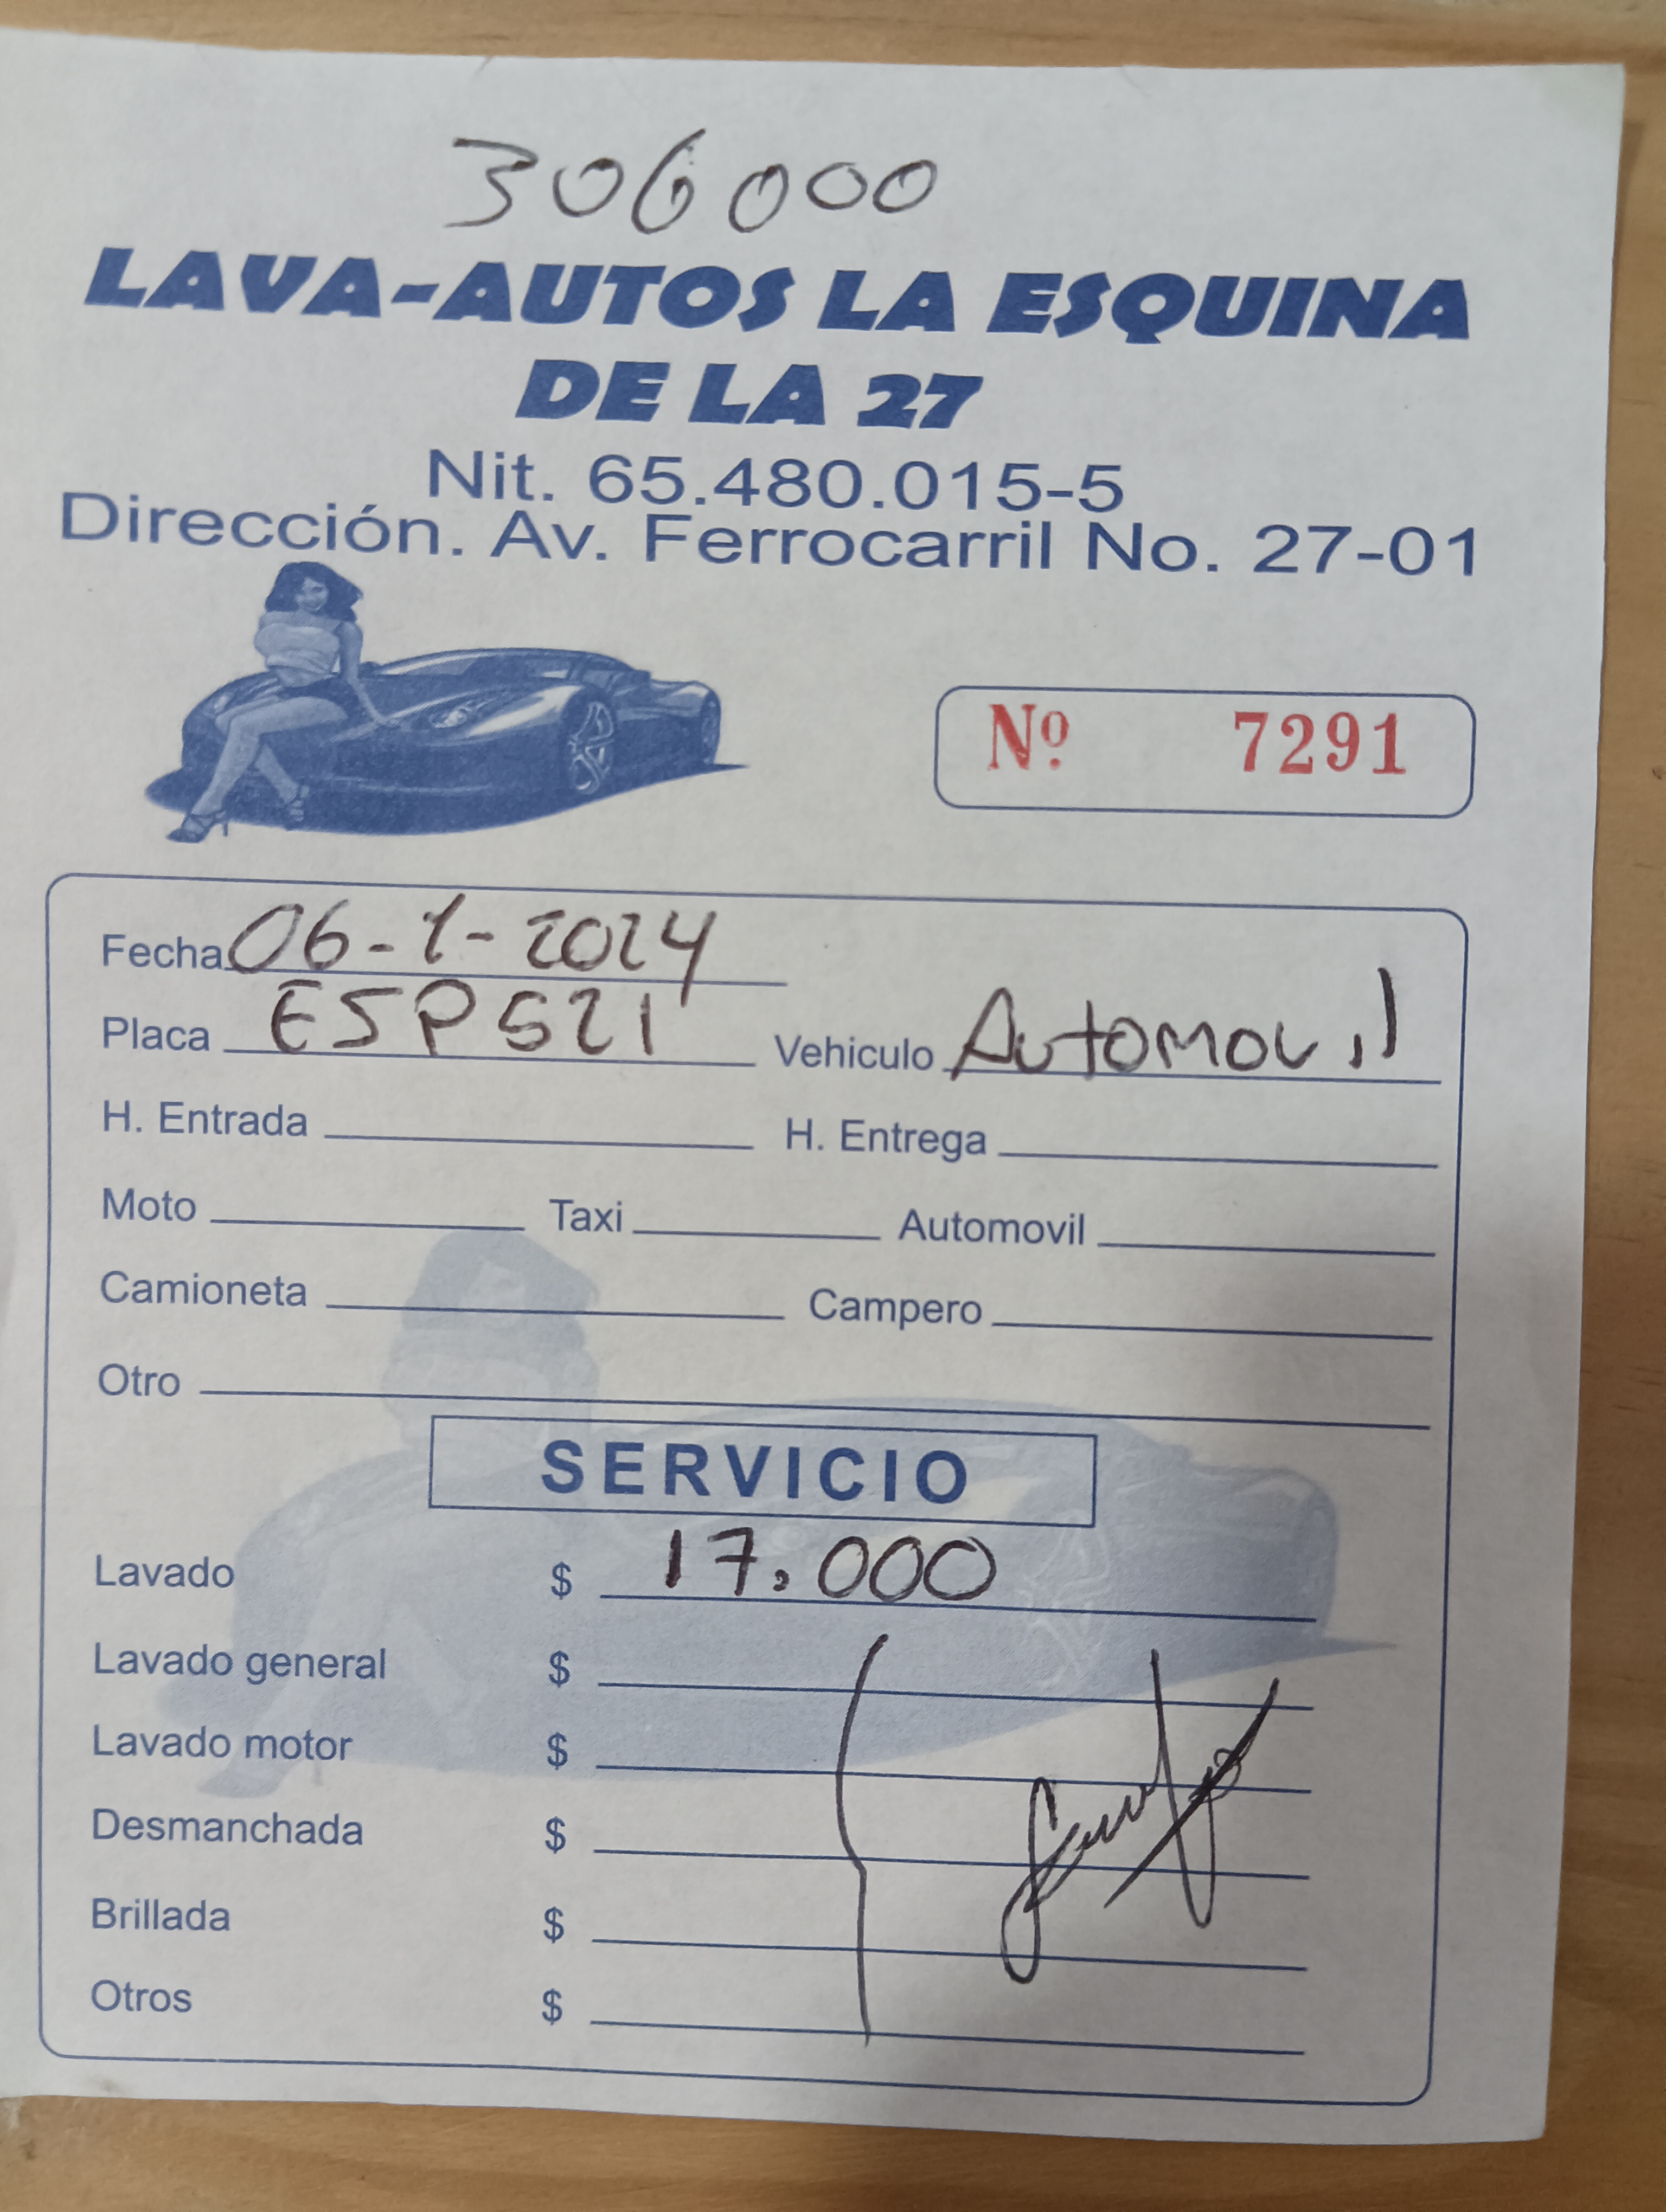 306000
LAVA-AUTOS LA ESQUINA
DE LA 27
Nit. 65.480.015-5
Dirección. Av. Ferrocarril No. 27-01
Nº 7291
Fecha 06-1-2024
Placa ESP521 Vehiculo Automovil
H. Entrada H. Entrega
Moto Taxi Automovil
Camioneta Campero
Otro
SERVICIO
Lavado $ 17.000
Lavado general $
Lavado motor $
Desmanchada $
Brillada $
Otros $